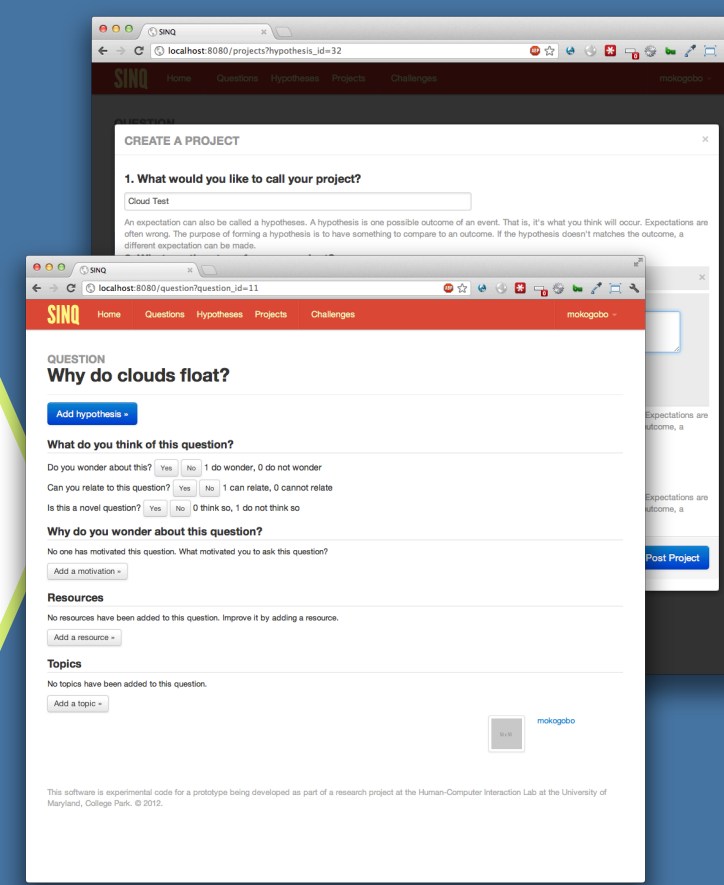 SINQ
localhost:8080/projects?hypothesis_id=32
SINQ Home Questions Hypotheses Projects Challenges mokogobo
QUESTION
CREATE A PROJECT ×
1. What would you like to call your project?
Cloud Test
An expectation can also be called a hypotheses. A hypothesis is one possible outcome of an event. That is, it's what you think will occur. Expectations are
often wrong. The purpose of forming a hypothesis is to have something to compare to an outcome. If the hypothesis doesn't matches the outcome, a
different expectation can be made.
Expectations are
utcome, a
Expectations are
utcome, a
Post Project
SINQ
localhost:8080/question?question_id=11
SINQ Home Questions Hypotheses Projects Challenges mokogobo
QUESTION
Why do clouds float?
Add hypothesis »
What do you think of this question?
Do you wonder about this? Yes No 1 do wonder, 0 do not wonder
Can you relate to this question? Yes No 1 can relate, 0 cannot relate
Is this a novel question? Yes No 0 think so, 1 do not think so
Why do you wonder about this question?
No one has motivated this question. What motivated you to ask this question?
Add a motivation »
Resources
No resources have been added to this question. Improve it by adding a resource.
Add a resource »
Topics
No topics have been added to this question.
Add a topic »
mokogobo
This software is experimental code for a prototype being developed as part of a research project at the Human-Computer Interaction Lab at the University of
Maryland, College Park. © 2012.